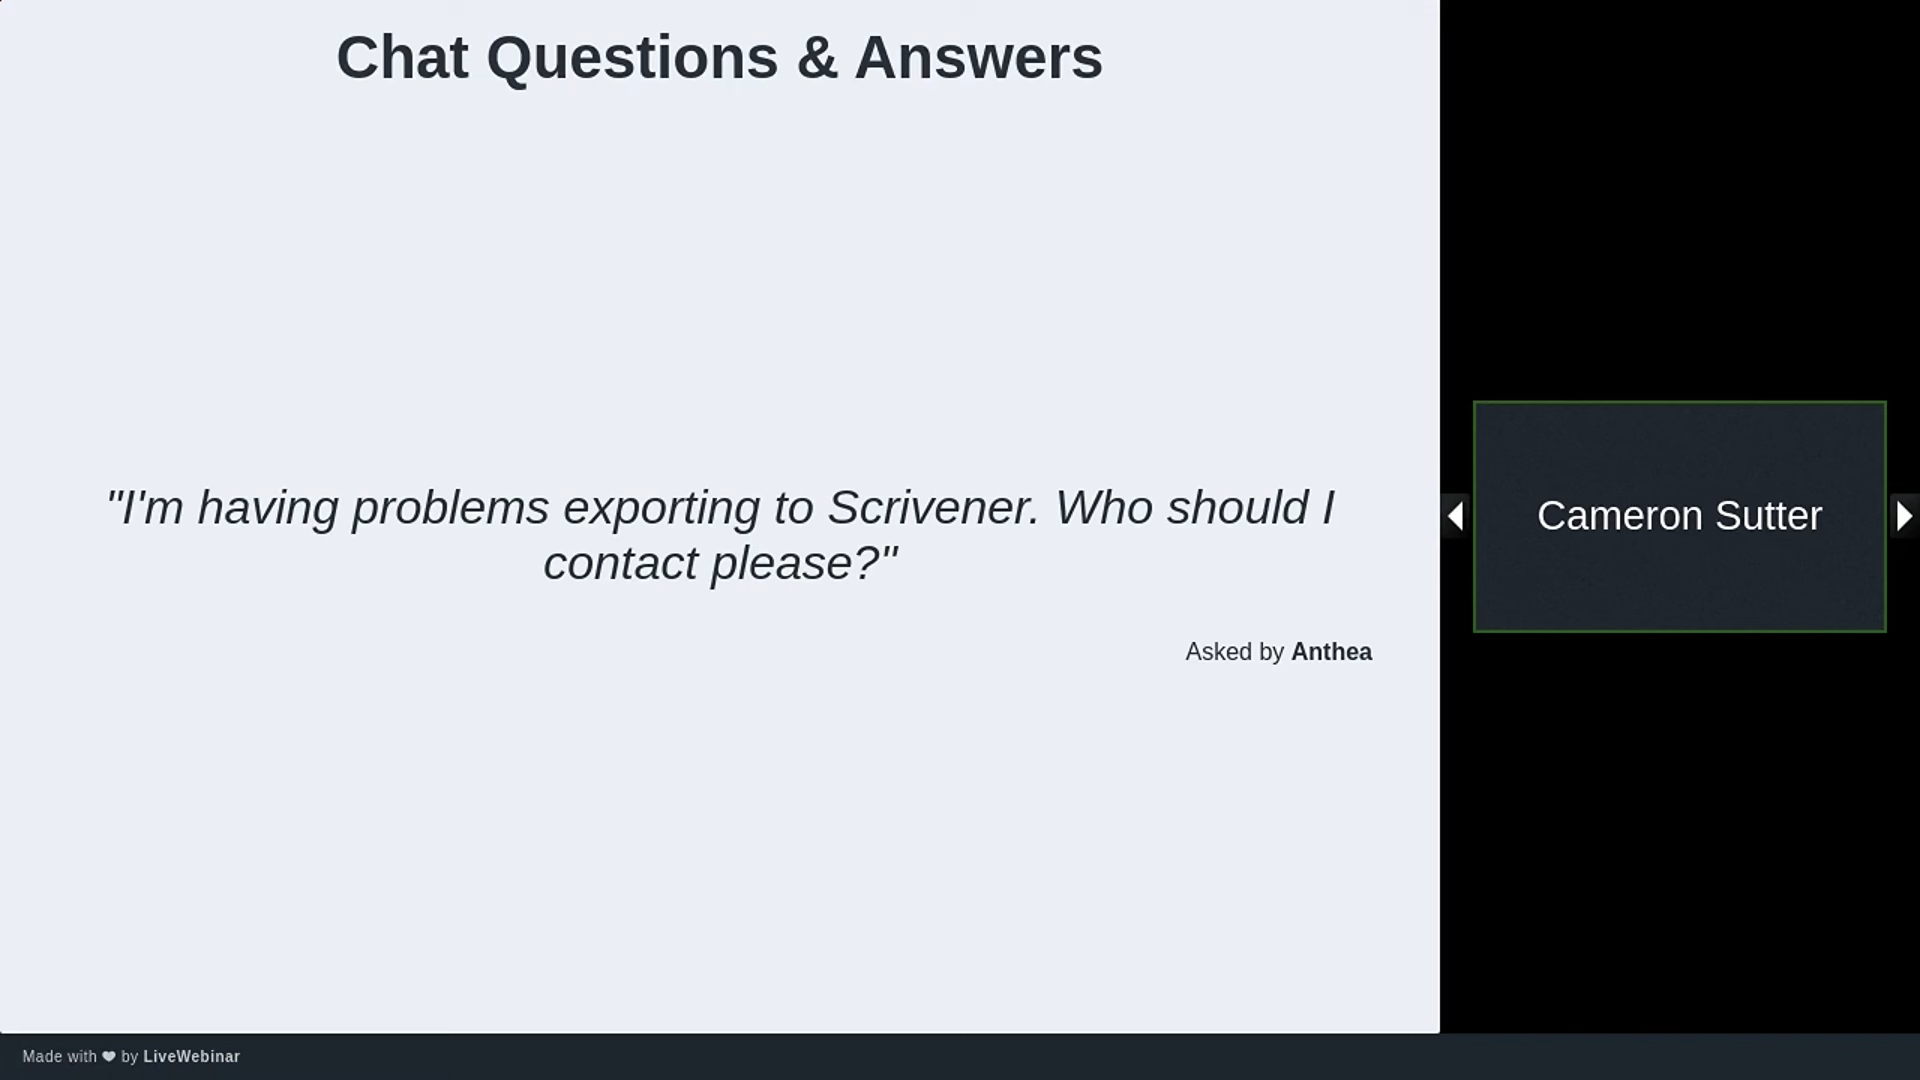 Chat Questions & Answers
"I'm having problems exporting to Scrivener. Who should I
contact please?"
Asked by Anthea
Cameron Sutter
Made with ❤ by LiveWebinar